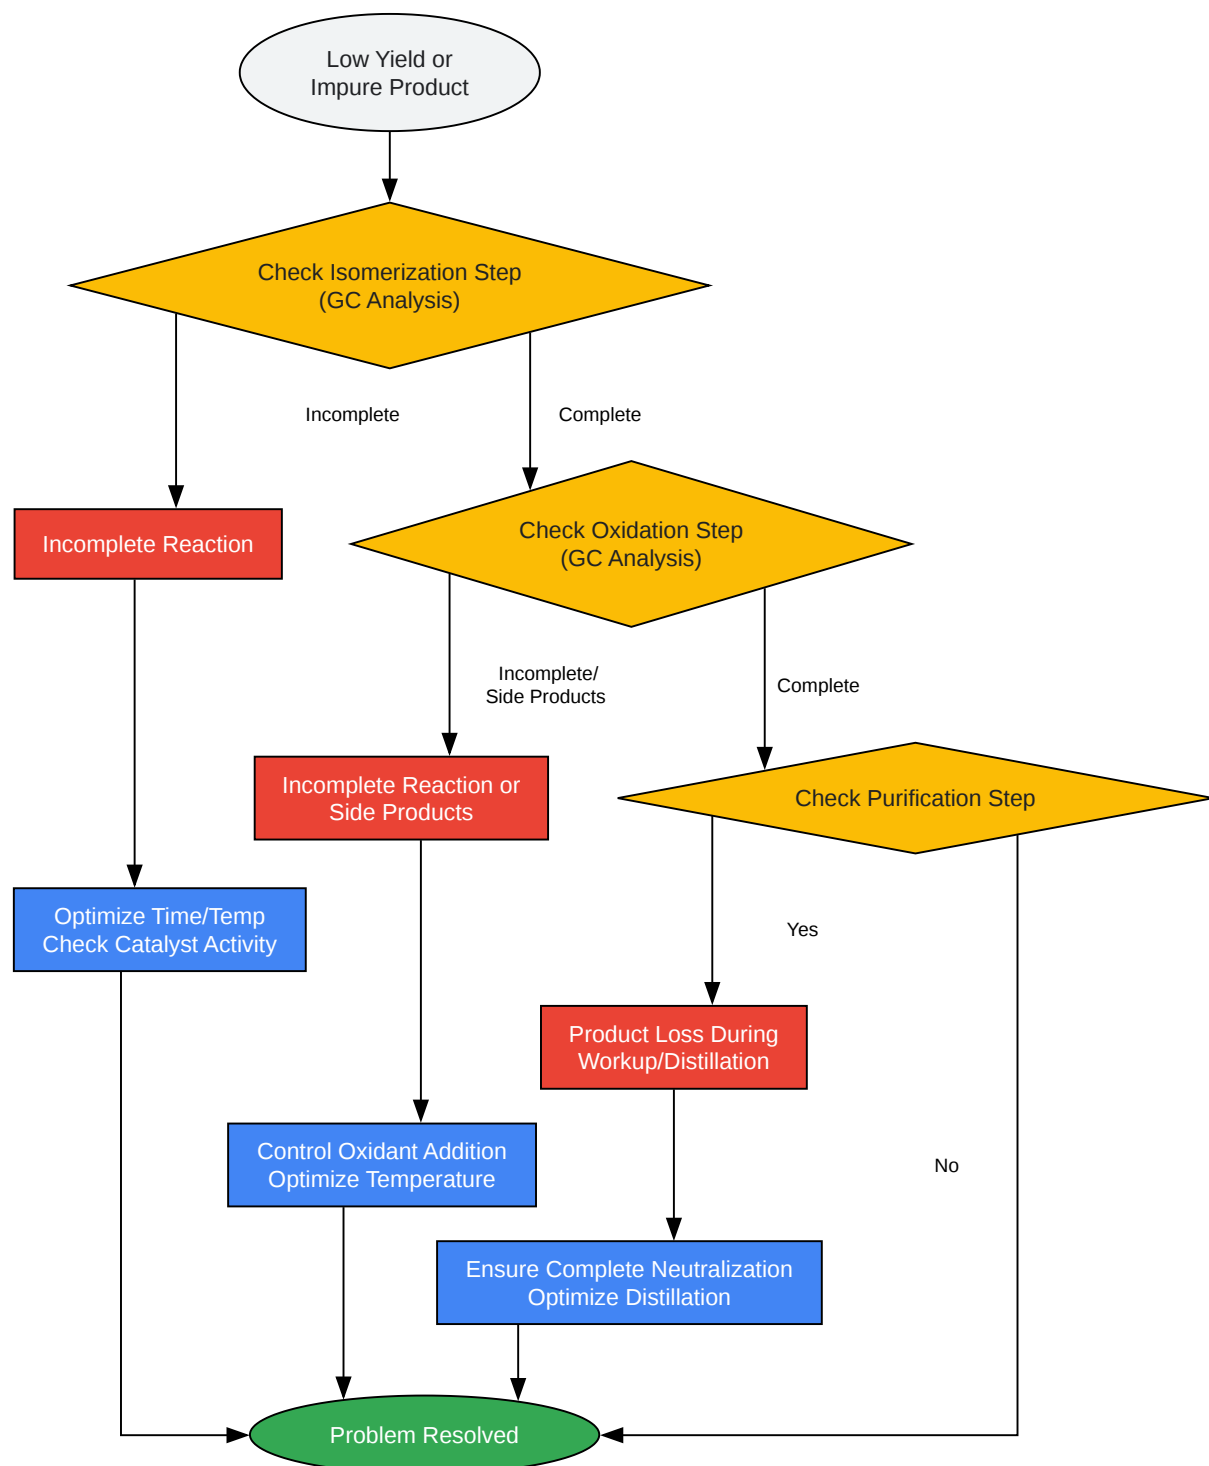 Low Yield or
Impure Product
Check Isomerization Step
(GC Analysis)
Incomplete
Complete
Check Oxidation Step
(GC Analysis)
Incomplete Reaction
Incomplete/
Side Products
Complete
Incomplete Reaction or
Side Products
Check Purification Step
Optimize Time/Temp
Check Catalyst Activity
Yes
Product Loss During
Workup/Distillation
Control Oxidant Addition
Optimize Temperature
No
Ensure Complete Neutralization
Optimize Distillation
Problem Resolved